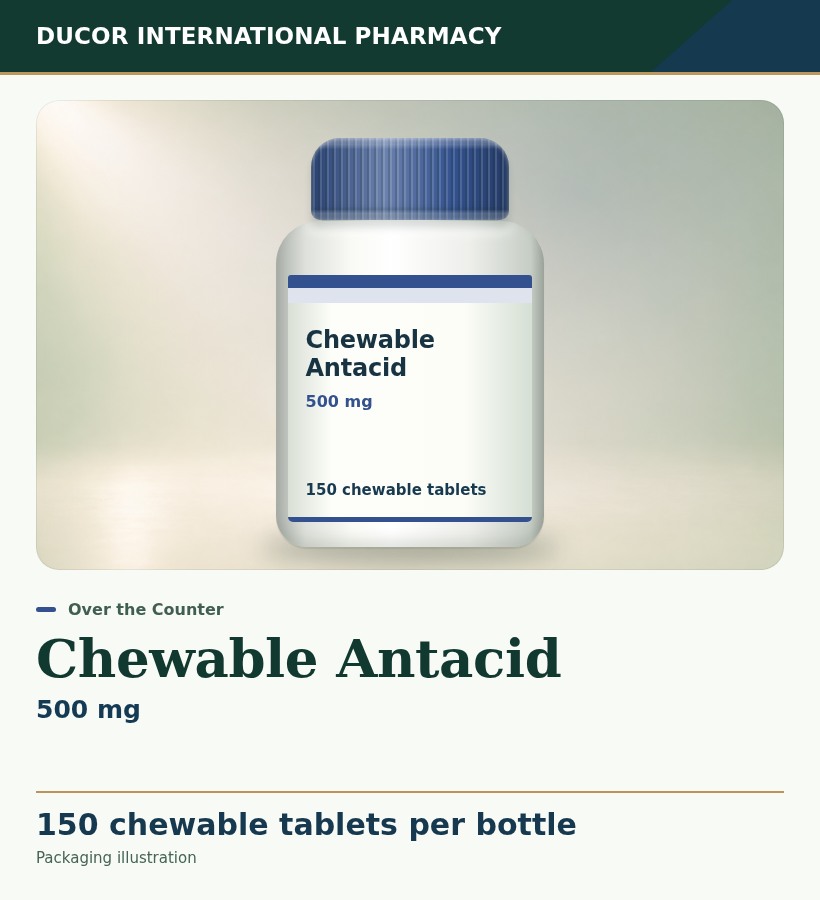 DUCOR INTERNATIONAL PHARMACY
Chewable
Antacid
500 mg
150 chewable tablets
Over the Counter
Chewable Antacid
500 mg
150 chewable tablets per bottle
Packaging illustration